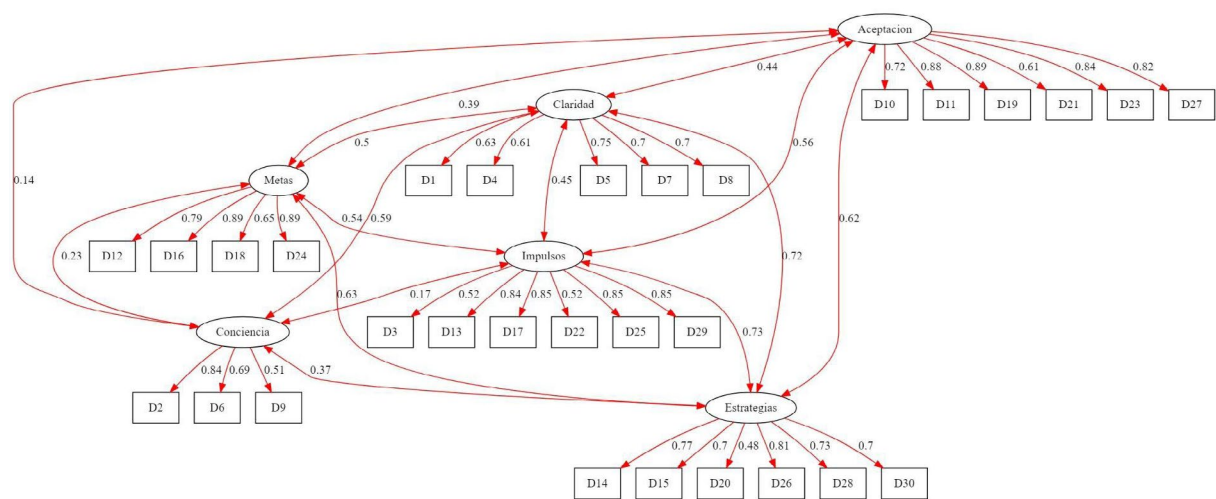 Aceptacion
0.44
0.72 0.88 0.89 0.61 0.84 0.82
D10 D11 D19 D21 D23 D27
0.39
Claridad
0.5
0.63 0.61 0.75 0.7 0.7
0.56
D1 D4 D5 D7 D8
0.14
Metas
0.45
0.79 0.89 0.65 0.89
0.54 0.59
0.62
D12 D16 D18 D24
0.23
Impulsos
0.72
0.63
0.17 0.52 0.84 0.85 0.52 0.85 0.85
D3 D13 D17 D22 D25 D29
Conciencia
0.73
0.84 0.69 0.51 0.37
D2 D6 D9
Estrategias
0.77 0.7 0.48 0.81 0.73 0.7
D14 D15 D20 D26 D28 D30